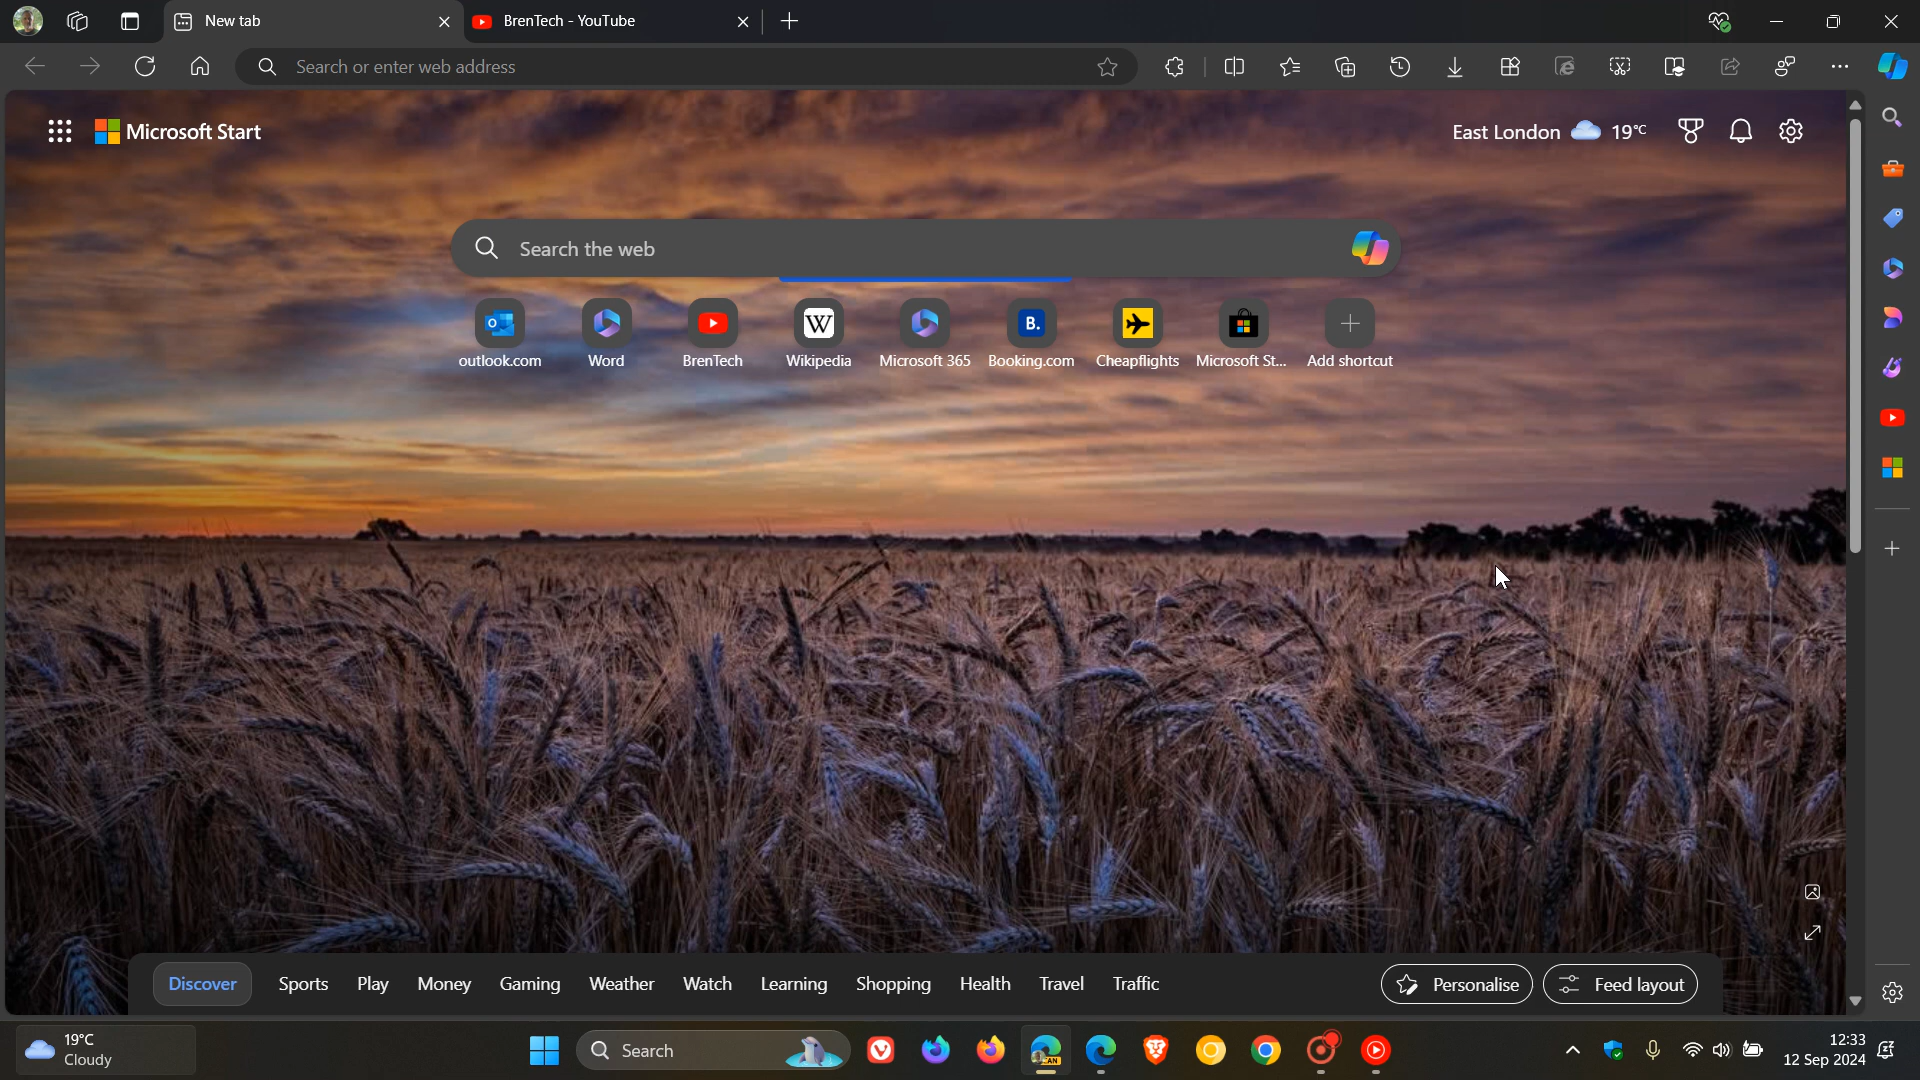 New tab
BrenTech - YouTube
Search or enter web address
Microsoft Start
East London 19°C
Search the web
outlook.com Word BrenTech Wikipedia Microsoft 365 Booking.com Cheapflights Microsoft St... Add shortcut
Discover Sports Play Money Gaming Weather Watch Learning Shopping Health Travel Traffic Personalise Feed layout
19°C
Cloudy
Search
CAN
12:33
12 Sep 2024